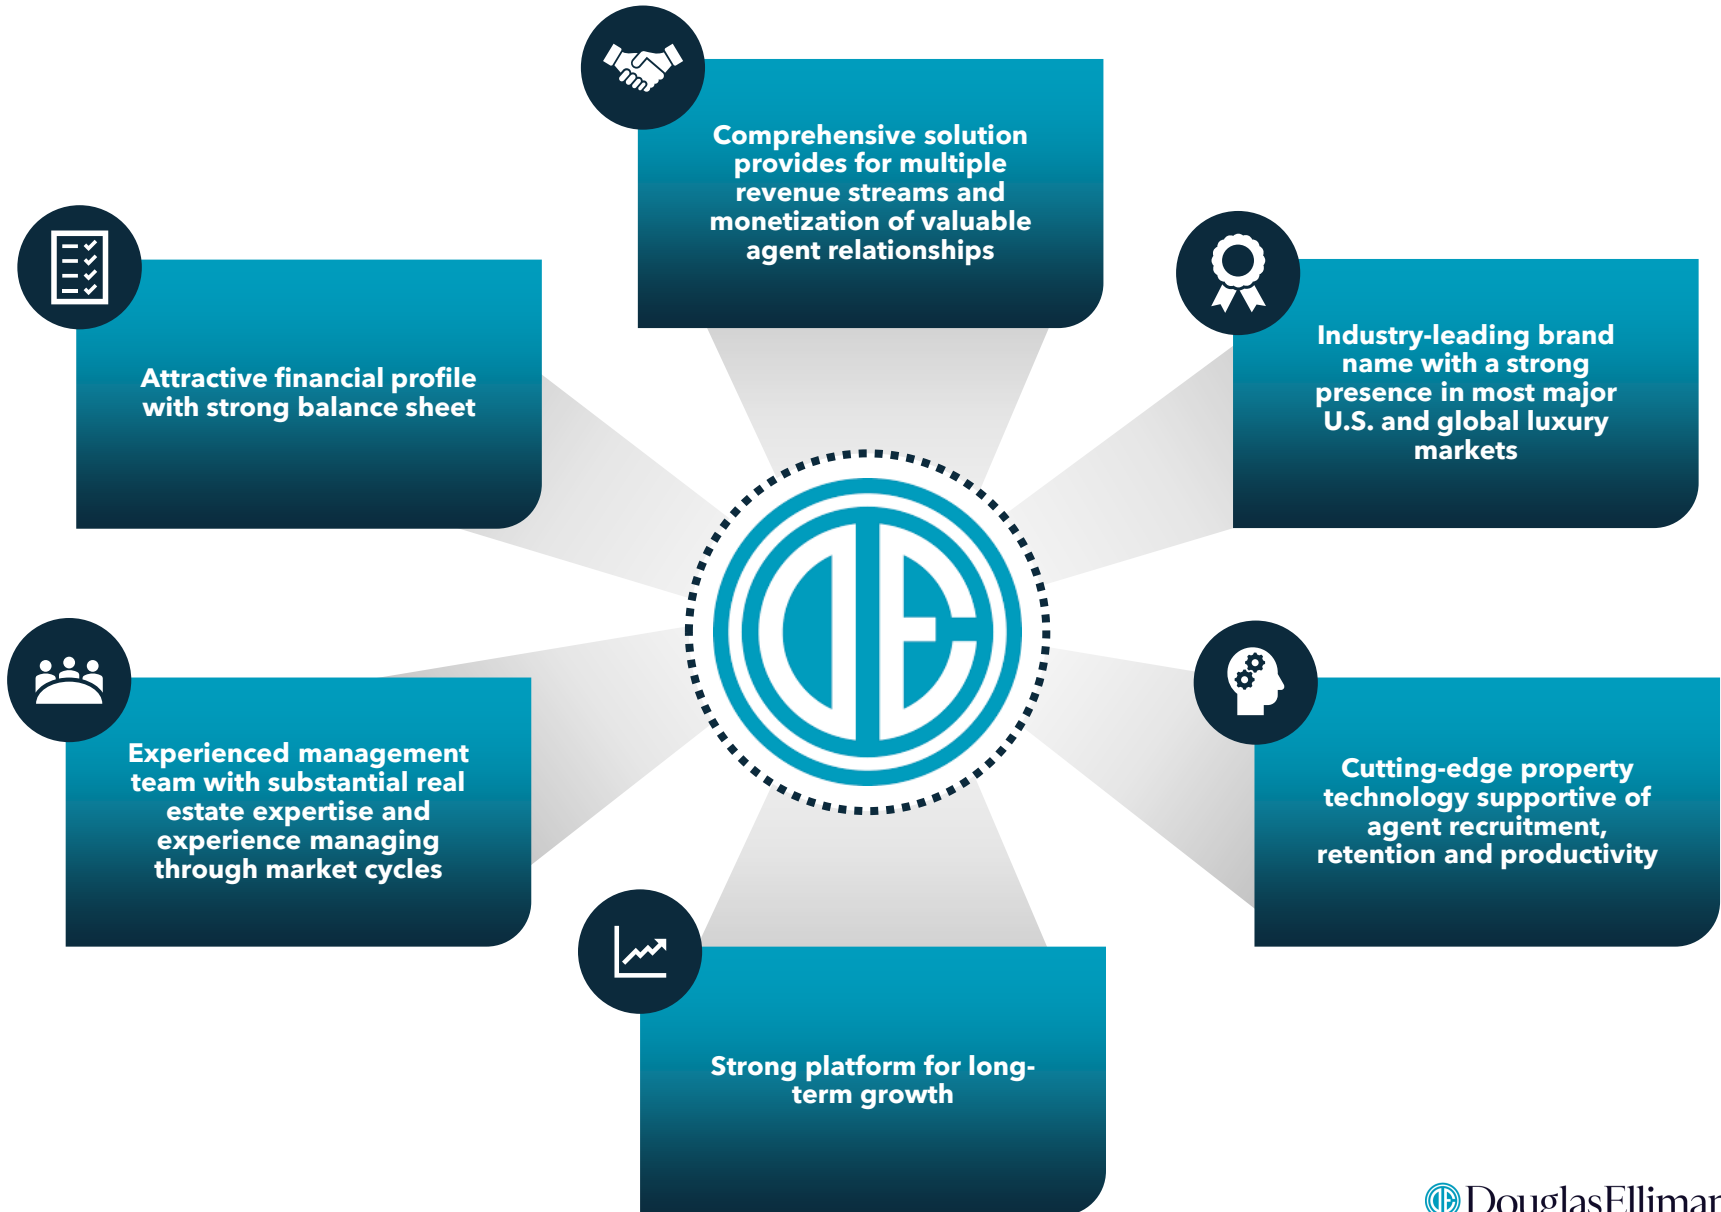 Comprehensive solution
provides for multiple
revenue streams and
monetization of valuable
agent relationships
Attractive financial profile
with strong balance sheet
Industry-leading brand
name with a strong
presence in most major
U.S. and global luxury
markets
DE
Experienced management
team with substantial real
estate expertise and
experience managing
through market cycles
Cutting-edge property
technology supportive of
agent recruitment,
retention and productivity
Strong platform for long-
term growth
DE DouglasElliman